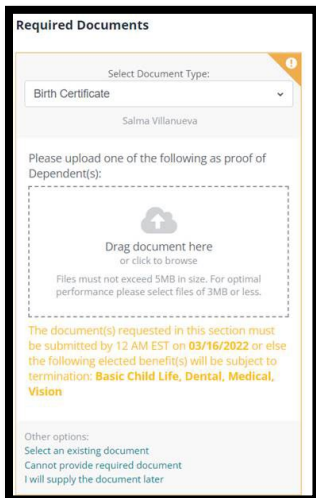 Required Documents
Select Document Type:
Birth Certificate
Salma Villanueva
Please upload one of the following as proof of
Dependent(s):
Drag document here
or click to browse
Files must not exceed 5MB in size. For optimal
performance please select files of 3MB or less.
The document(s) requested in this section must
be submitted by 12 AM EST on 03/16/2022 or else
the following elected benefit(s) will be subject to
termination: Basic Child Life, Dental, Medical,
Vision
Other options:
Select an existing document
Cannot provide required document
I will supply the document later